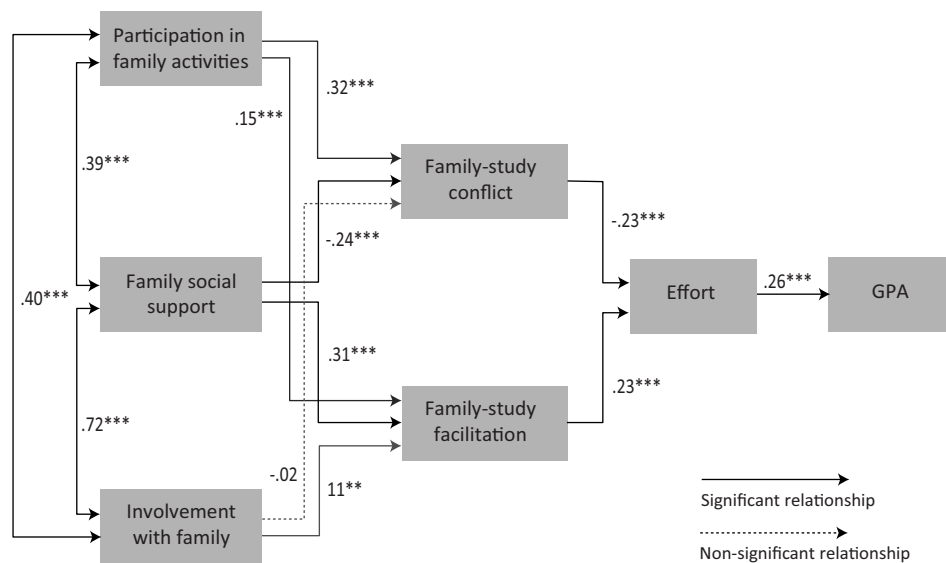 Participation in
family activities
.32***
.15***
Family-study
conflict
.39***
-.24***
-.23***
Family social
support
Effort
.26***
GPA
.40***
.31***
.23***
Family-study
facilitation
.72***
-.02
11**
Involvement
with family
Significant relationship
Non-significant relationship